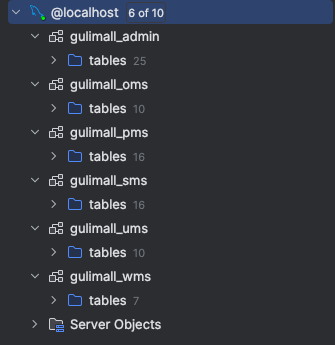 @localhost 6 of 10
gulimall_admin
tables 25
gulimall_oms
tables 10
gulimall_pms
tables 16
gulimall_sms
tables 16
gulimall_ums
tables 10
gulimall_wms
tables 7
Server Objects